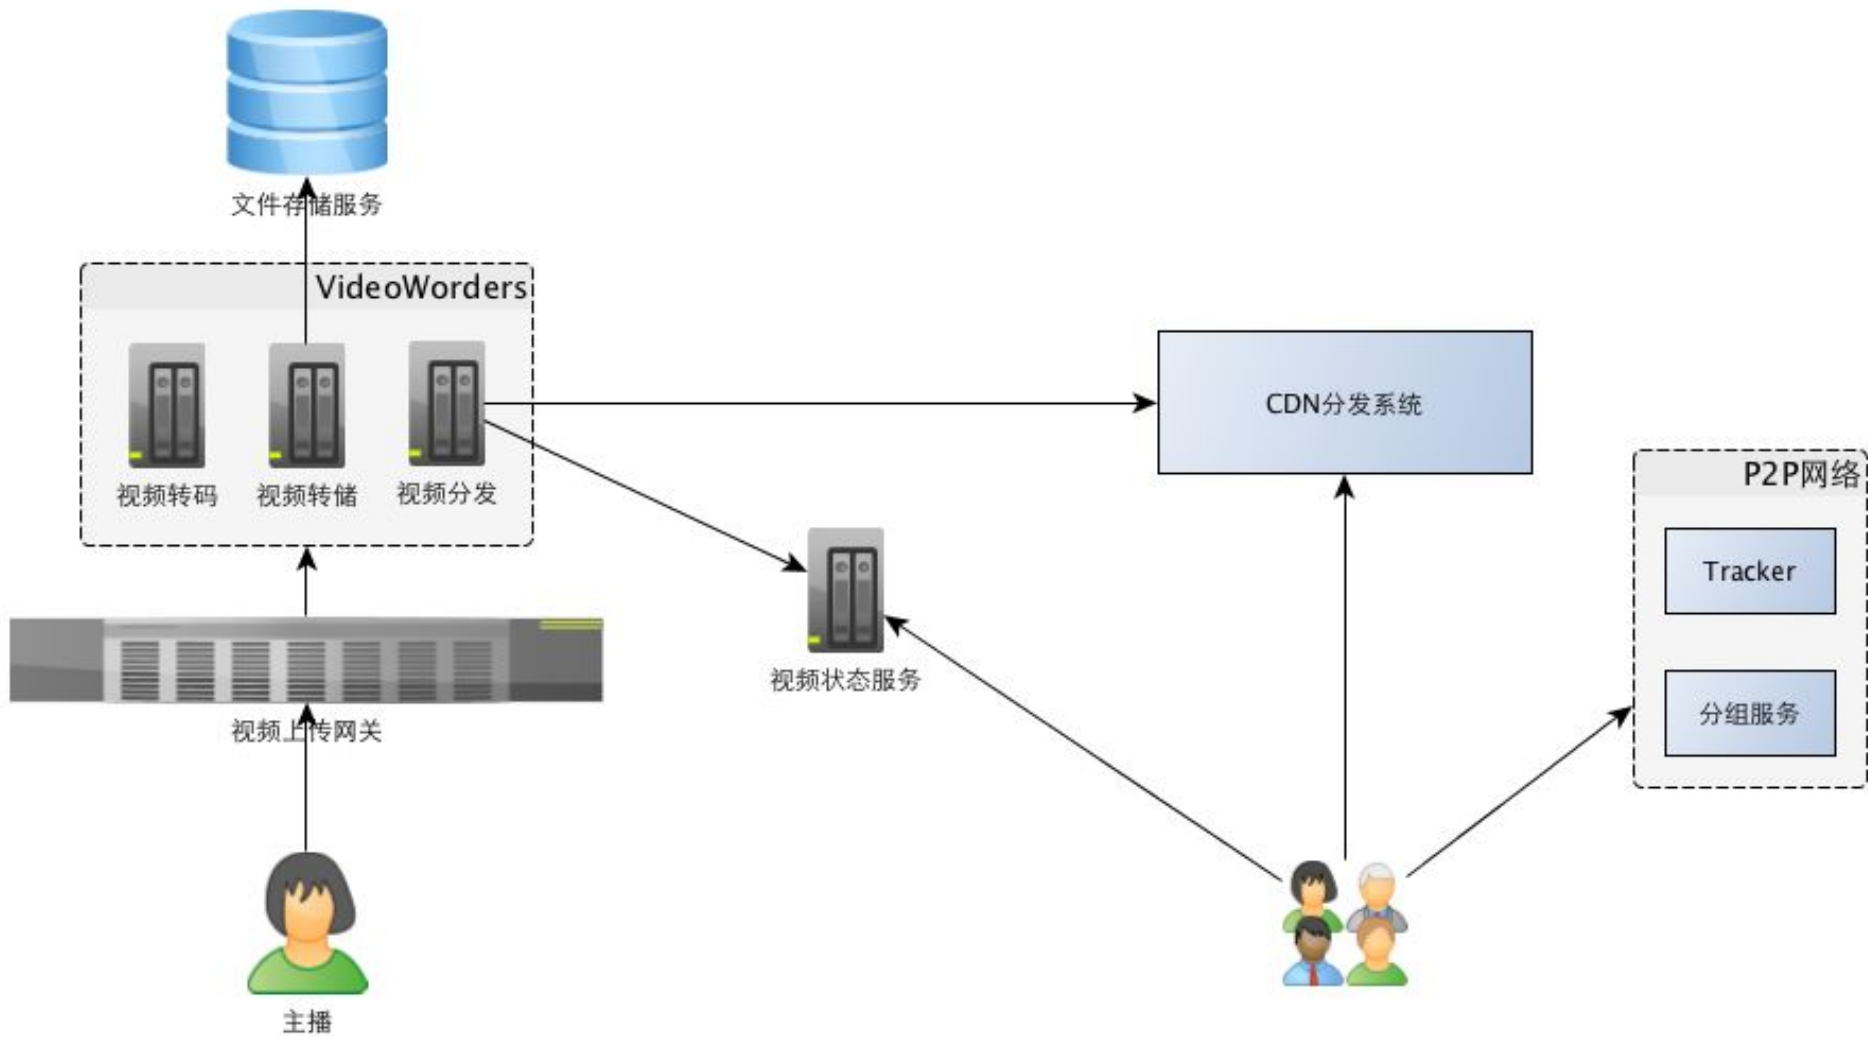 文件存储服务
VideoWorders
视频转码
视频转储
视频分发
CDN分发系统
P2P网络
Tracker
分组服务
视频状态服务
视频上传网关
主播